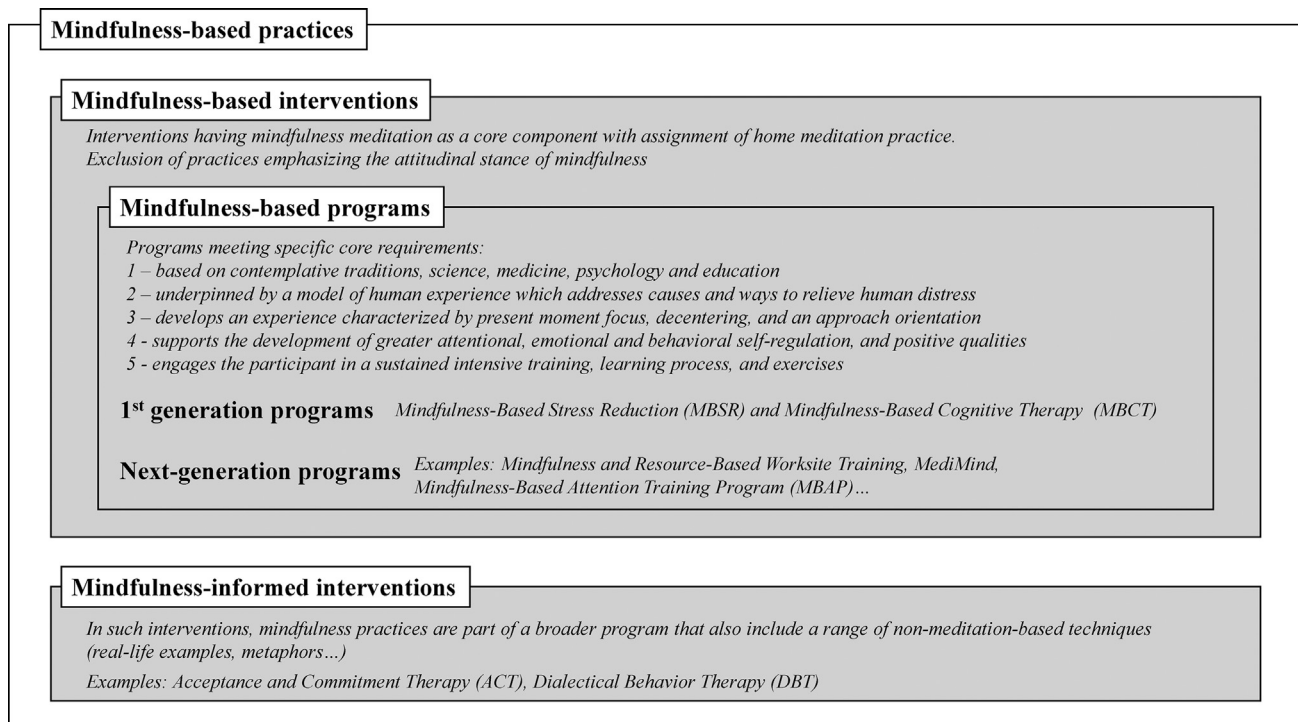 Mindfulness-based practices
Mindfulness-based interventions
Interventions having mindfulness meditation as a core component with assignment of home meditation practice.
Exclusion of practices emphasizing the attitudinal stance of mindfulness
Mindfulness-based programs
Programs meeting specific core requirements:
1 – based on contemplative traditions, science, medicine, psychology and education
2 – underpinned by a model of human experience which addresses causes and ways to relieve human distress
3 – develops an experience characterized by present moment focus, decentering, and an approach orientation
4 - supports the development of greater attentional, emotional and behavioral self-regulation, and positive qualities
5 - engages the participant in a sustained intensive training, learning process, and exercises
1st generation programs Mindfulness-Based Stress Reduction (MBSR) and Mindfulness-Based Cognitive Therapy (MBCT)
Next-generation programs Examples: Mindfulness and Resource-Based Worksite Training, MediMind,
Mindfulness-Based Attention Training Program (MBAP)…
Mindfulness-informed interventions
In such interventions, mindfulness practices are part of a broader program that also include a range of non-meditation-based techniques
(real-life examples, metaphors…)
Examples: Acceptance and Commitment Therapy (ACT), Dialectical Behavior Therapy (DBT)